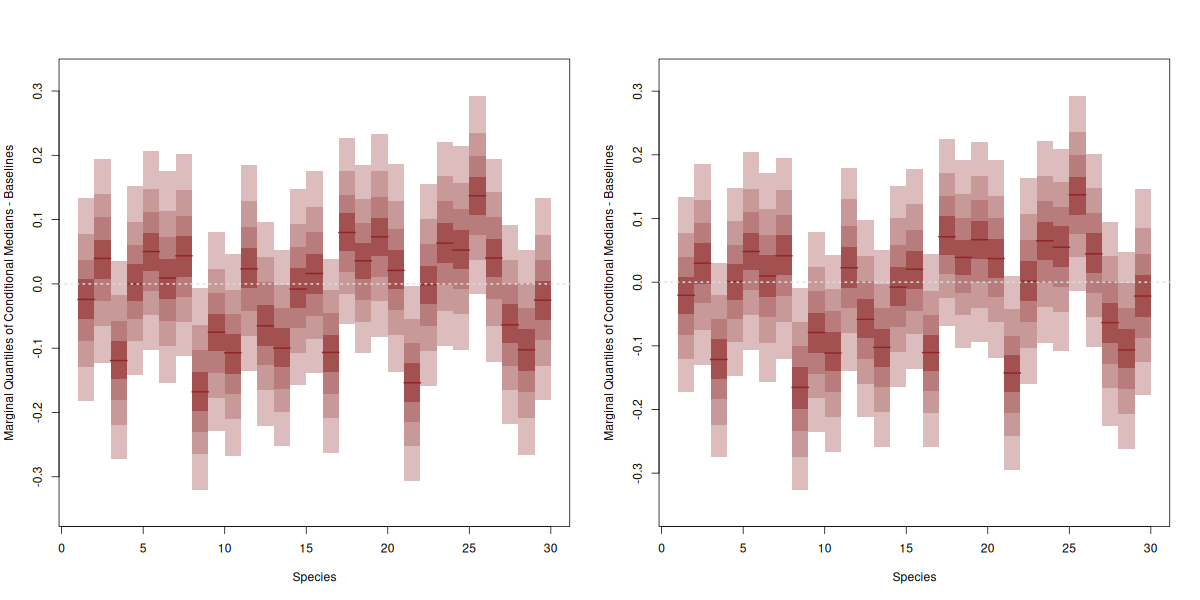 Marginal Quantiles of Conditional Medians - Baselines
0.3
0.2
0.1
0.0
-0.1
-0.2
-0.3
0 5 10 15 20 25 30
Species
Marginal Quantiles of Conditional Medians - Baselines
0.3
0.2
0.1
0.0
-0.1
-0.2
-0.3
0 5 10 15 20 25 30
Species